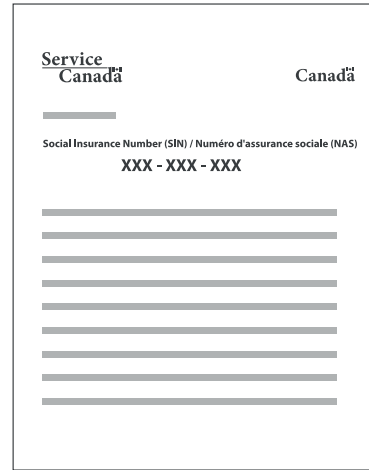 Service
Canada
Canada
Social Insurance Number (SIN) / Numéro d'assurance sociale (NAS)
XXX - XXX - XXX